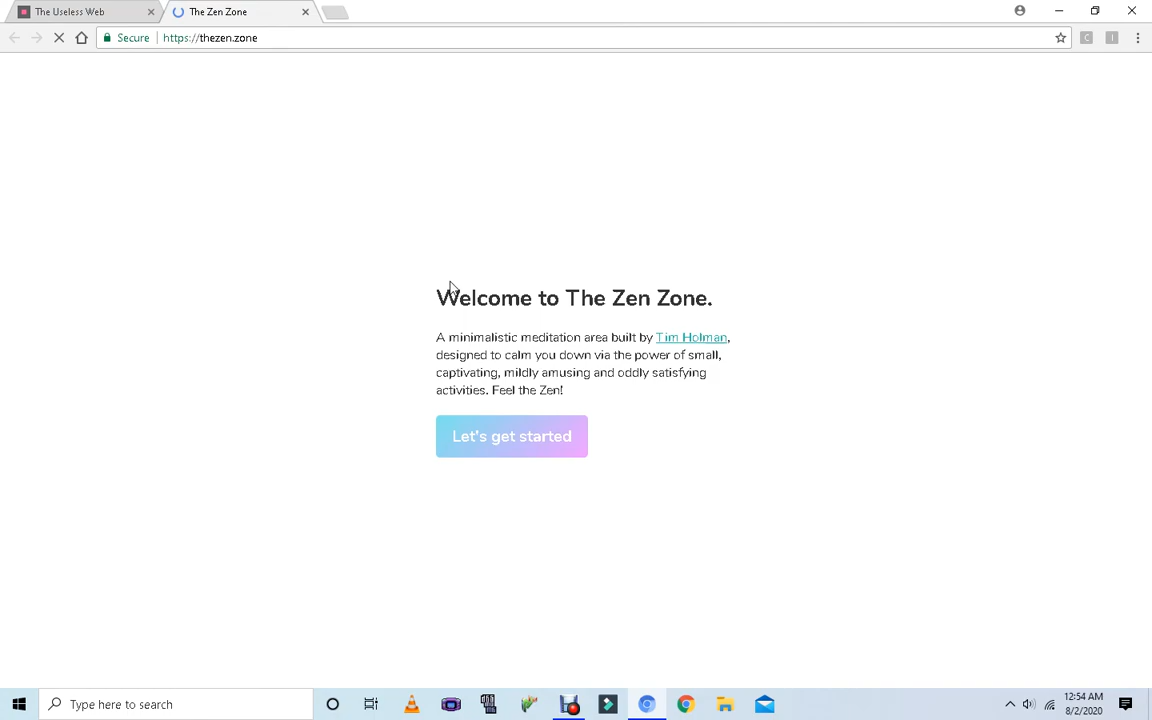 The Useless Web
The Zen Zone
Secure
https://thezen.zone
C
I
Welcome to The Zen Zone.
A minimalistic meditation area built by Tim Holman,
designed to calm you down via the power of small,
captivating, mildly amusing and oddly satisfying
activities. Feel the Zen!
Let's get started
Type here to search
12:54 AM
8/2/2020